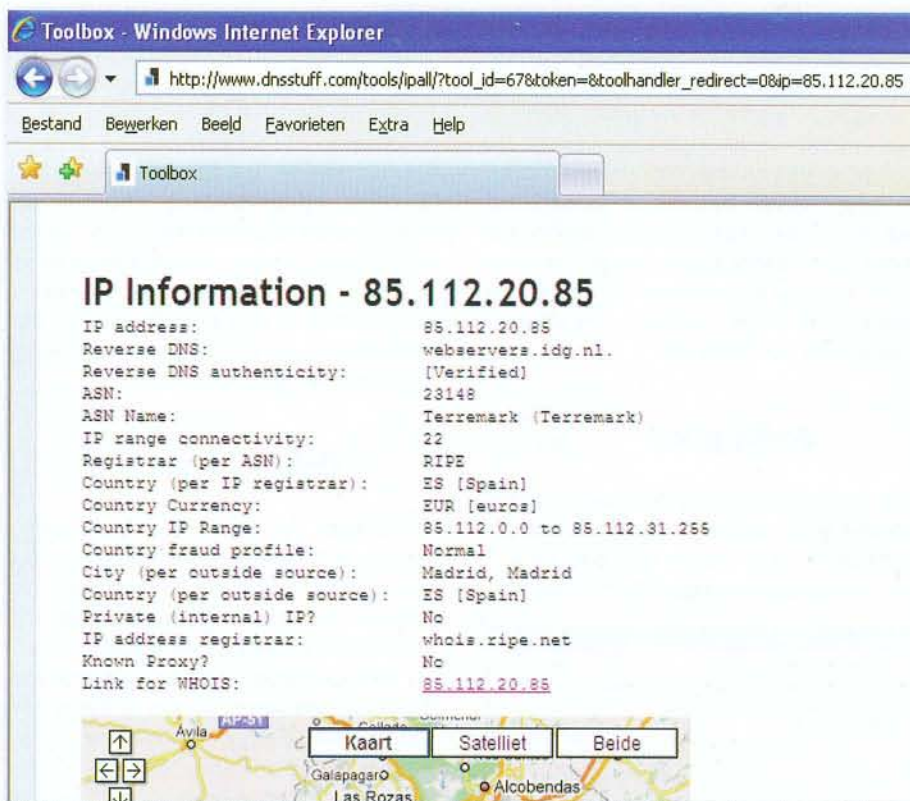 Toolbox - Windows Internet Explorer
http://www.dnsstuff.com/tools/ipall/?tool_id=67&token=&toolhandler_redirect=0&ip=85.112.20.85
Bestand Bewerken Beeld Favorieten Extra Help
Toolbox
IP Information - 85.112.20.85
IP address: 85.112.20.85
Reverse DNS: webservers.idg.nl.
Reverse DNS authenticity: [Verified]
ASN: 23148
ASN Name: Terremark (Terremark)
IP range connectivity: 22
Registrar (per ASN): RIPE
Country (per IP registrar): ES [Spain]
Country Currency: EUR [euros]
Country IP Range: 85.112.0.0 to 85.112.31.255
Country fraud profile: Normal
City (per outside source): Madrid, Madrid
Country (per outside source): ES [Spain]
Private (internal) IP? No
IP address registrar: whois.ripe.net
Known Proxy? No
Link for WHOIS: 85.112.20.85
AP-51
Avila
Kaart Satelliet Beide
Galapagar
Alcobendas
Las Rozas